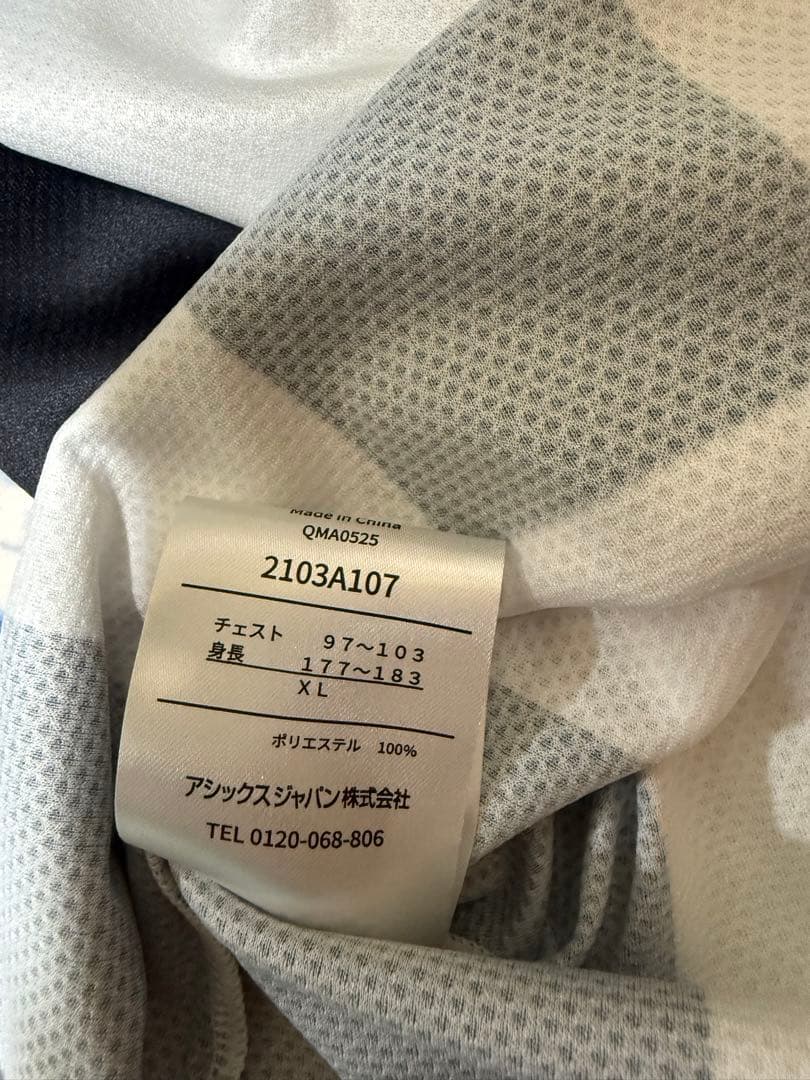 Made in China
QMA0525
2103A107
チェスト 97～103
身長 177～183
XL
ポリエステル 100%
アシックスジャパン株式会社
TEL 0120-068-806